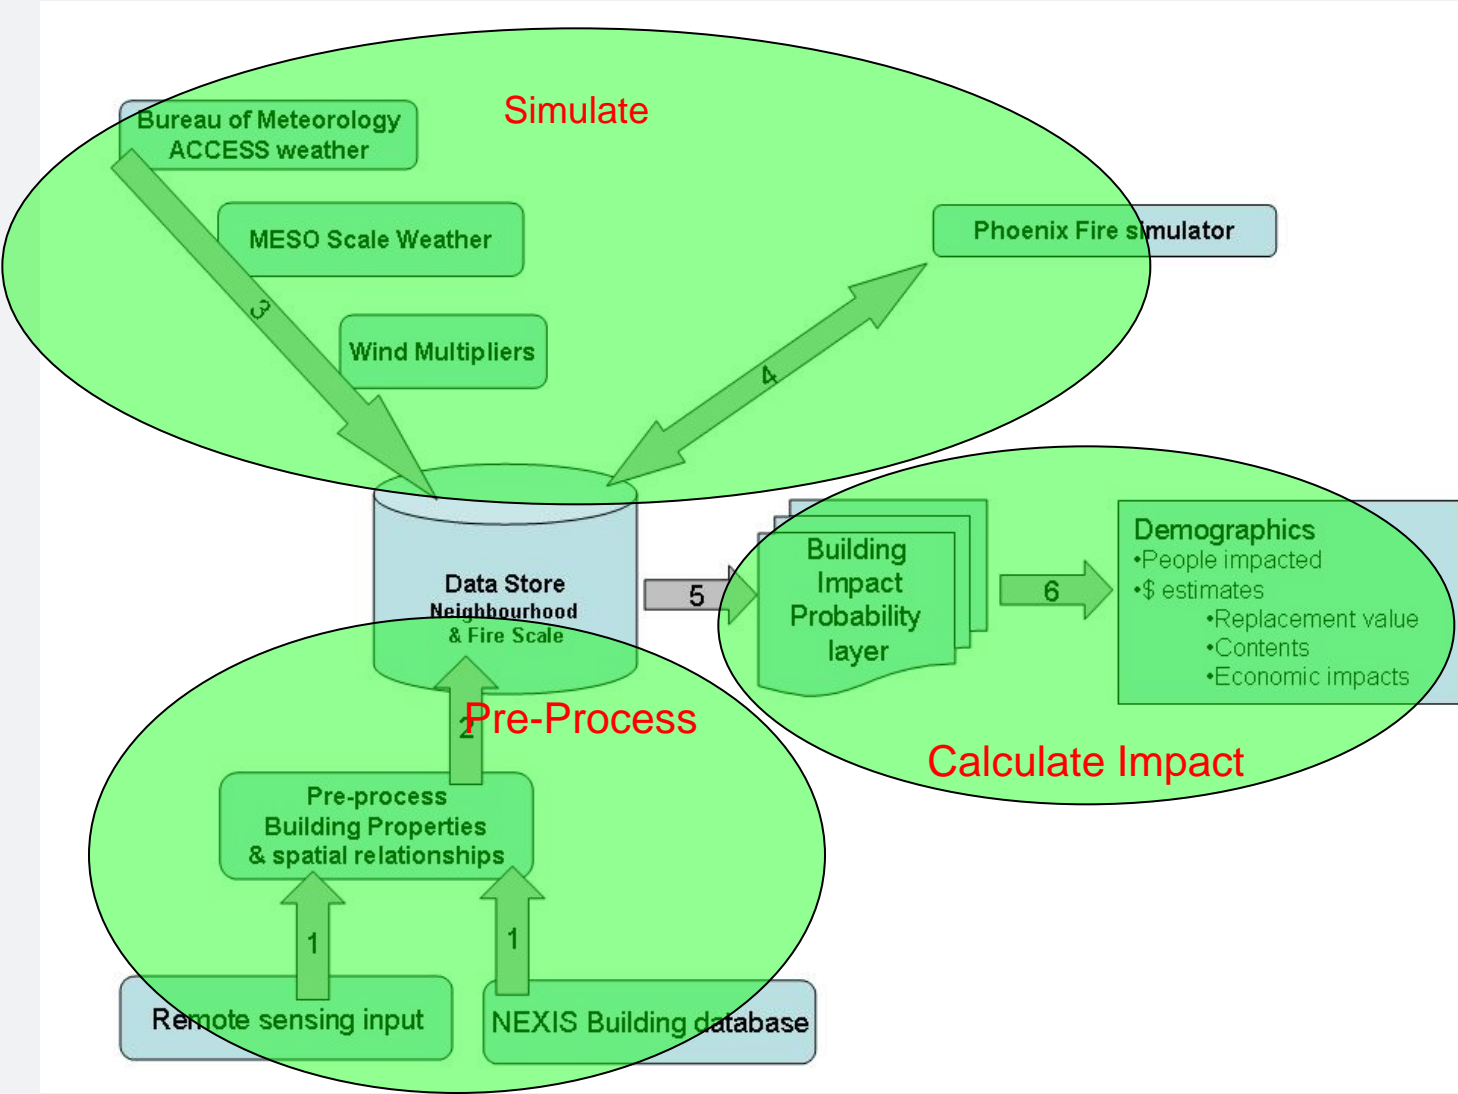 Simulate
Bureau of Meteorology
ACCESS weather
MESO Scale Weather
Phoenix Fire simulator
3
Wind Multipliers
4
Data Store
Neighbourhood
& Fire Scale
5
Building
Impact
Probability
layer
6
Demographics
•People impacted
•$ estimates
•Replacement value
•Contents
•Economic impacts
Calculate Impact
2
Pre-Process
Pre-process
Building Properties
& spatial relationships
1
1
Remote sensing input
NEXIS Building database